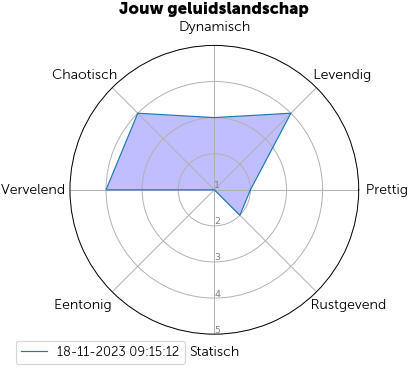 Jouw geluidslandschap
Dynamisch
Chaotisch
Levendig
Vervelend
1
Prettig
2
3
4
Eentonig
Rustgevend
5
18-11-2023 09:15:12
Statisch